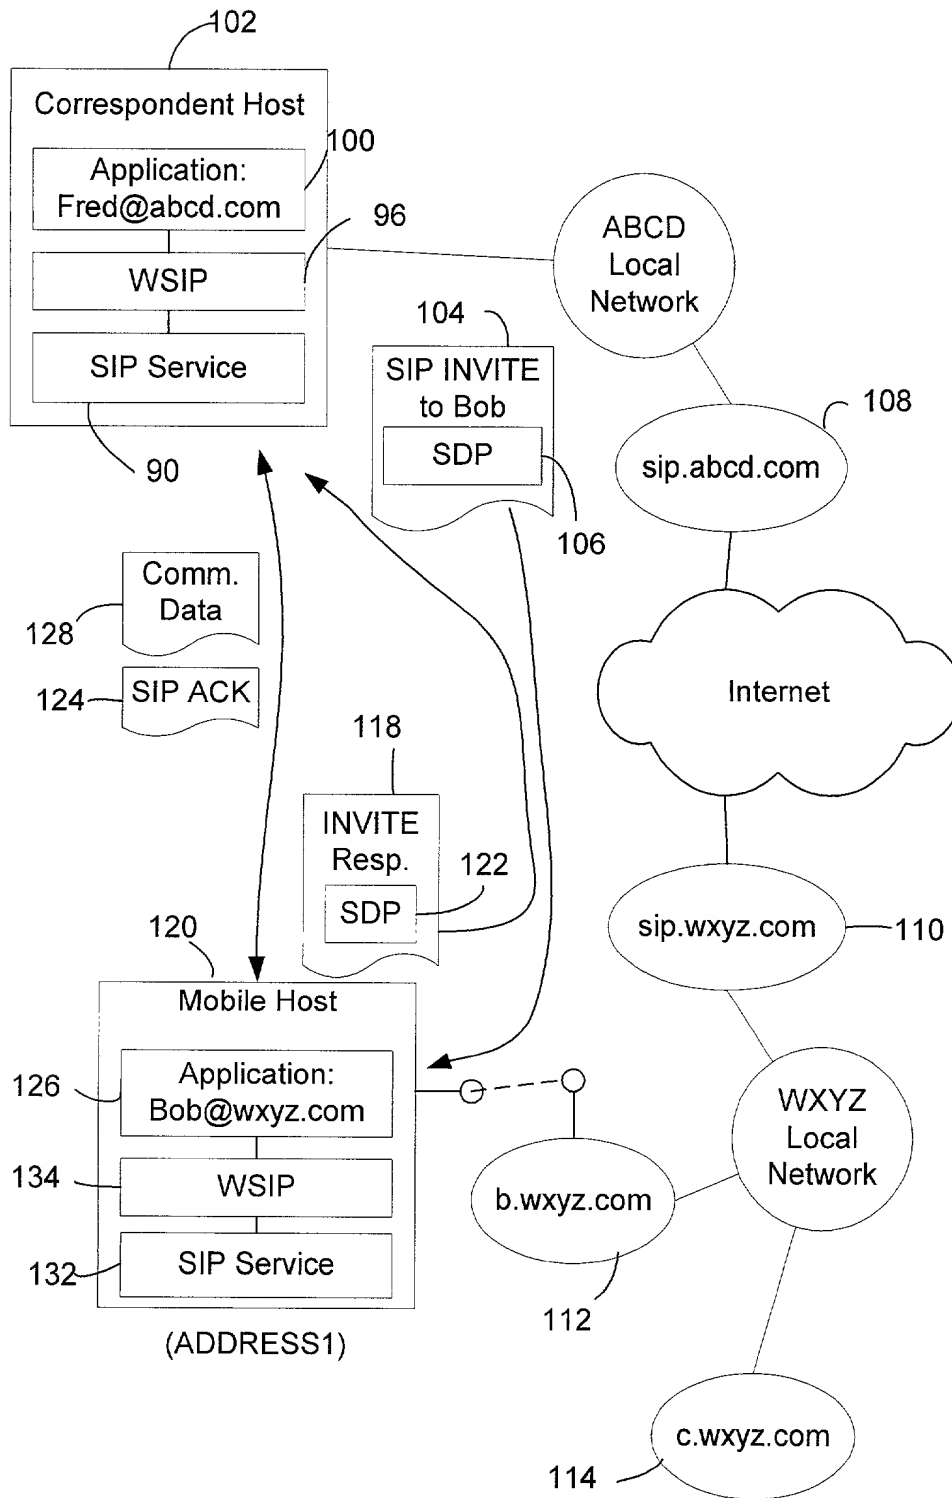 102
Correspondent Host
100
Application:
Fred@abcd.com
96
WSIP
SIP Service
90
ABCD
Local
Network
104
SIP INVITE
to Bob
SDP
106
108
sip.abcd.com
Comm.
Data
128
SIP ACK
124
Internet
118
INVITE
Resp.
SDP
122
sip.wxyz.com
110
120
Mobile Host
126
Application:
Bob@wxyz.com
134
WSIP
132
SIP Service
(ADDRESS1)
WXYZ
Local
Network
b.wxyz.com
112
c.wxyz.com
114